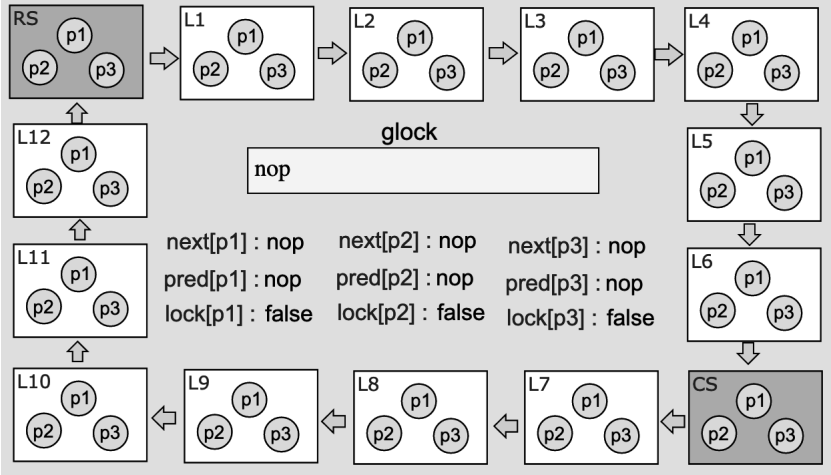 RS p1 p2 p3
L1 p1 p2 p3
L2 p1 p2 p3
L3 p1 p2 p3
L4 p1 p2 p3
L12 p1 p2 p3
glock
nop
L5 p1 p2 p3
L11 p1 p2 p3
next[p1] : nop
pred[p1] : nop
lock[p1] : false
next[p2] : nop
pred[p2] : nop
lock[p2] : false
next[p3] : nop
pred[p3] : nop
lock[p3] : false
L6 p1 p2 p3
L10 p1 p2 p3
L9 p1 p2 p3
L8 p1 p2 p3
L7 p1 p2 p3
CS p1 p2 p3